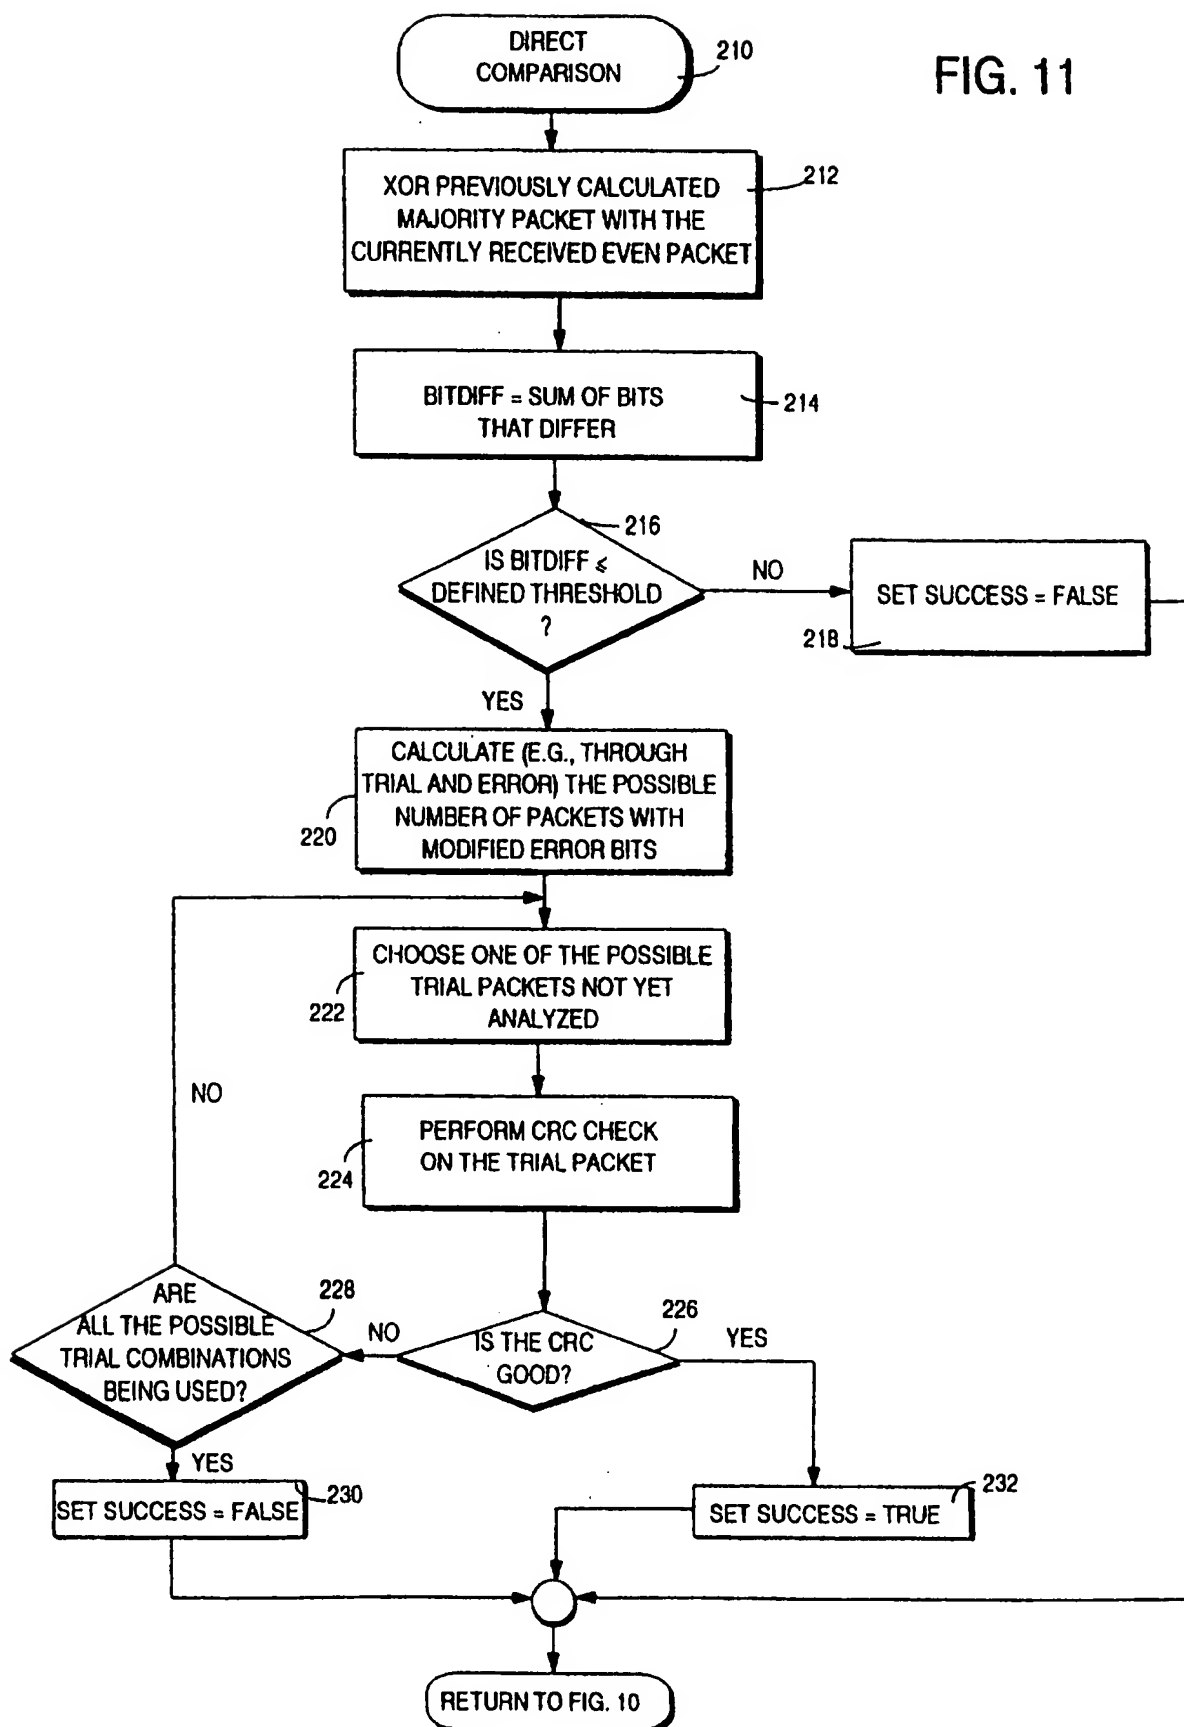 FIG. 11
DIRECT
COMPARISON
210
XOR PREVIOUSLY CALCULATED
MAJORITY PACKET WITH THE
CURRENTLY RECEIVED EVEN PACKET
212
BITDIFF = SUM OF BITS
THAT DIFFER
214
216
IS BITDIFF ≤
DEFINED THRESHOLD
?
NO
SET SUCCESS = FALSE
218
YES
CALCULATE (E.G., THROUGH
TRIAL AND ERROR) THE POSSIBLE
NUMBER OF PACKETS WITH
MODIFIED ERROR BITS
220
CHOOSE ONE OF THE POSSIBLE
TRIAL PACKETS NOT YET
ANALYZED
222
NO
PERFORM CRC CHECK
ON THE TRIAL PACKET
224
ARE
ALL THE POSSIBLE
TRIAL COMBINATIONS
BEING USED?
228
NO
IS THE CRC
GOOD?
226
YES
YES
SET SUCCESS = FALSE
230
SET SUCCESS = TRUE
232
RETURN TO FIG. 10